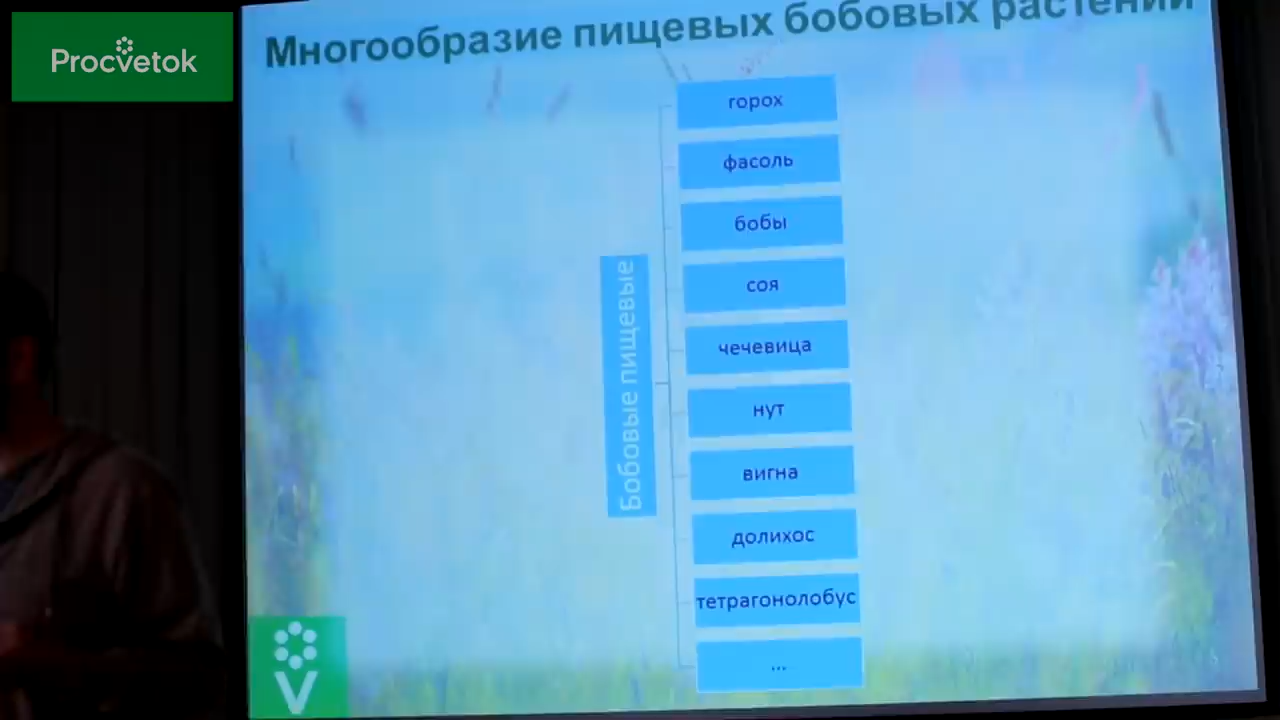 Procvetok
Многообразие пищевых бобовых растений
Бобовые пищевые
горох
фасоль
бобы
соя
чечевица
нут
вигна
долихос
тетрагонолобус
...
V